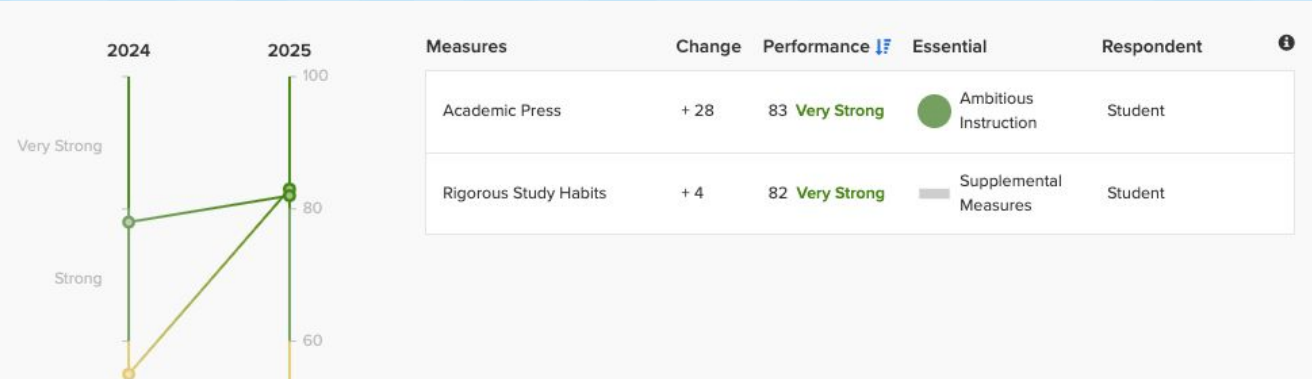 2024 2025
100
Very Strong
80
Strong
60
Measures Change Performance Essential Respondent
Academic Press + 28 83 Very Strong Ambitious Instruction Student
Rigorous Study Habits + 4 82 Very Strong Supplemental Measures Student